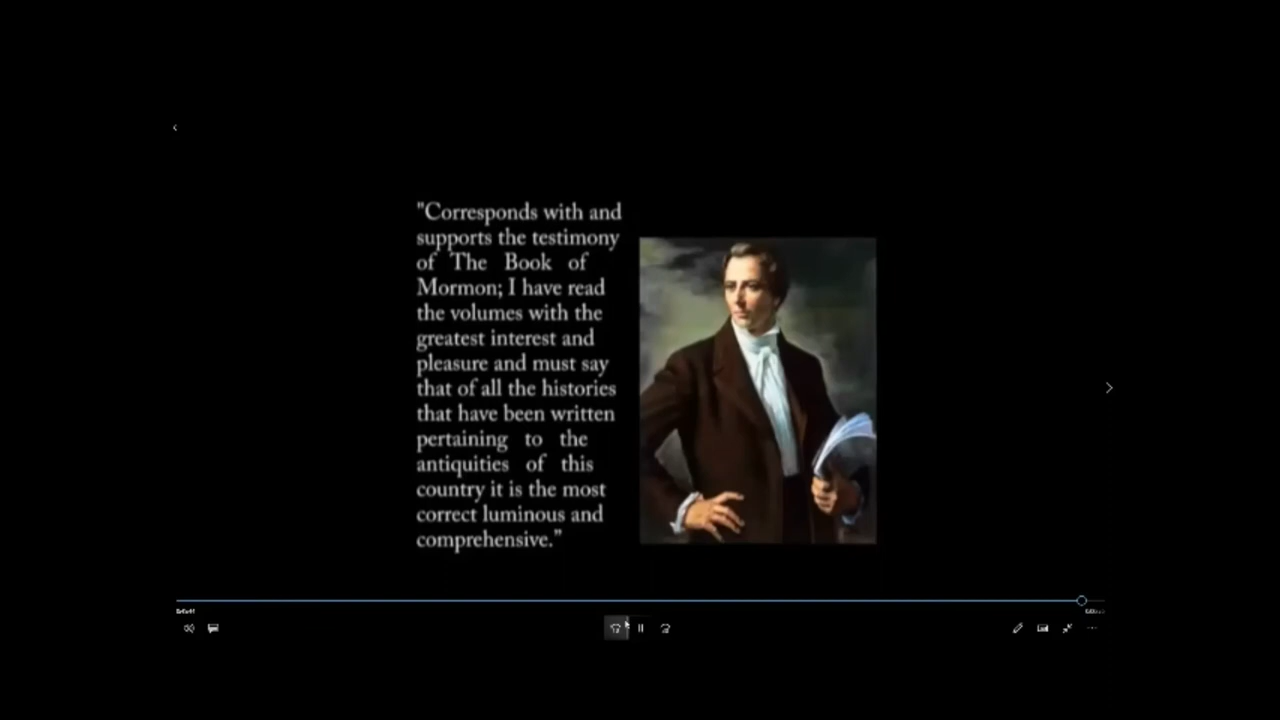 "Corresponds with and
supports the testimony
of The Book of
Mormon; I have read
the volumes with the
greatest interest and
pleasure and must say
that of all the histories
that have been written
pertaining to the
antiquities of this
country it is the most
correct luminous and
comprehensive.”